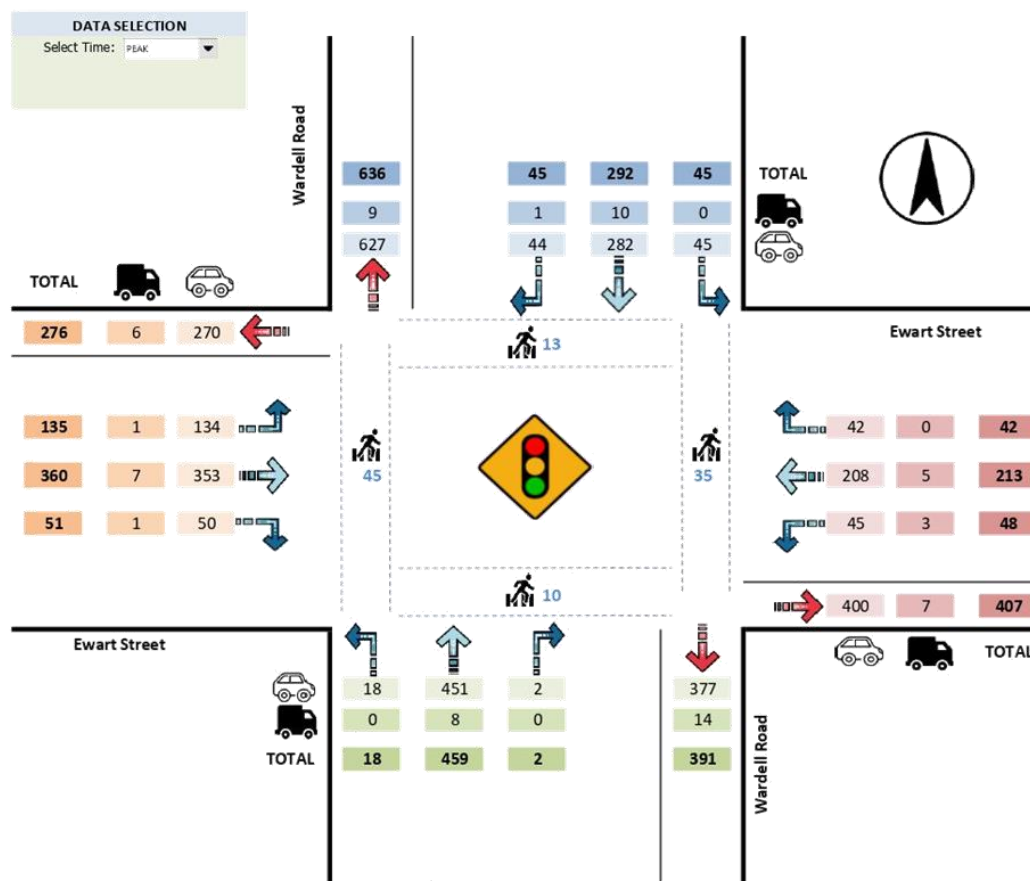 DATA SELECTION
Select Time: PEAK
Wardell Road
636 45 292 45 TOTAL
9 1 10 0
627 44 282 45
TOTAL
276 6 270
Ewart Street
13
135 1 134
42 0 42
45
35
360 7 353
208 5 213
51 1 50
45 3 48
10
400 7 407
Ewart Street
TOTAL
18 451 2 377
0 8 0 14
TOTAL 18 459 2 391
Wardell Road